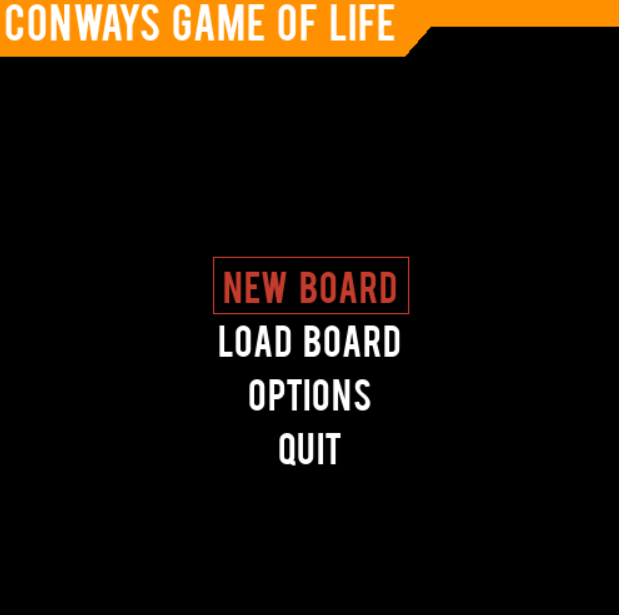 CONWAYS GAME OF LIFE
NEW BOARD
LOAD BOARD
OPTIONS
QUIT